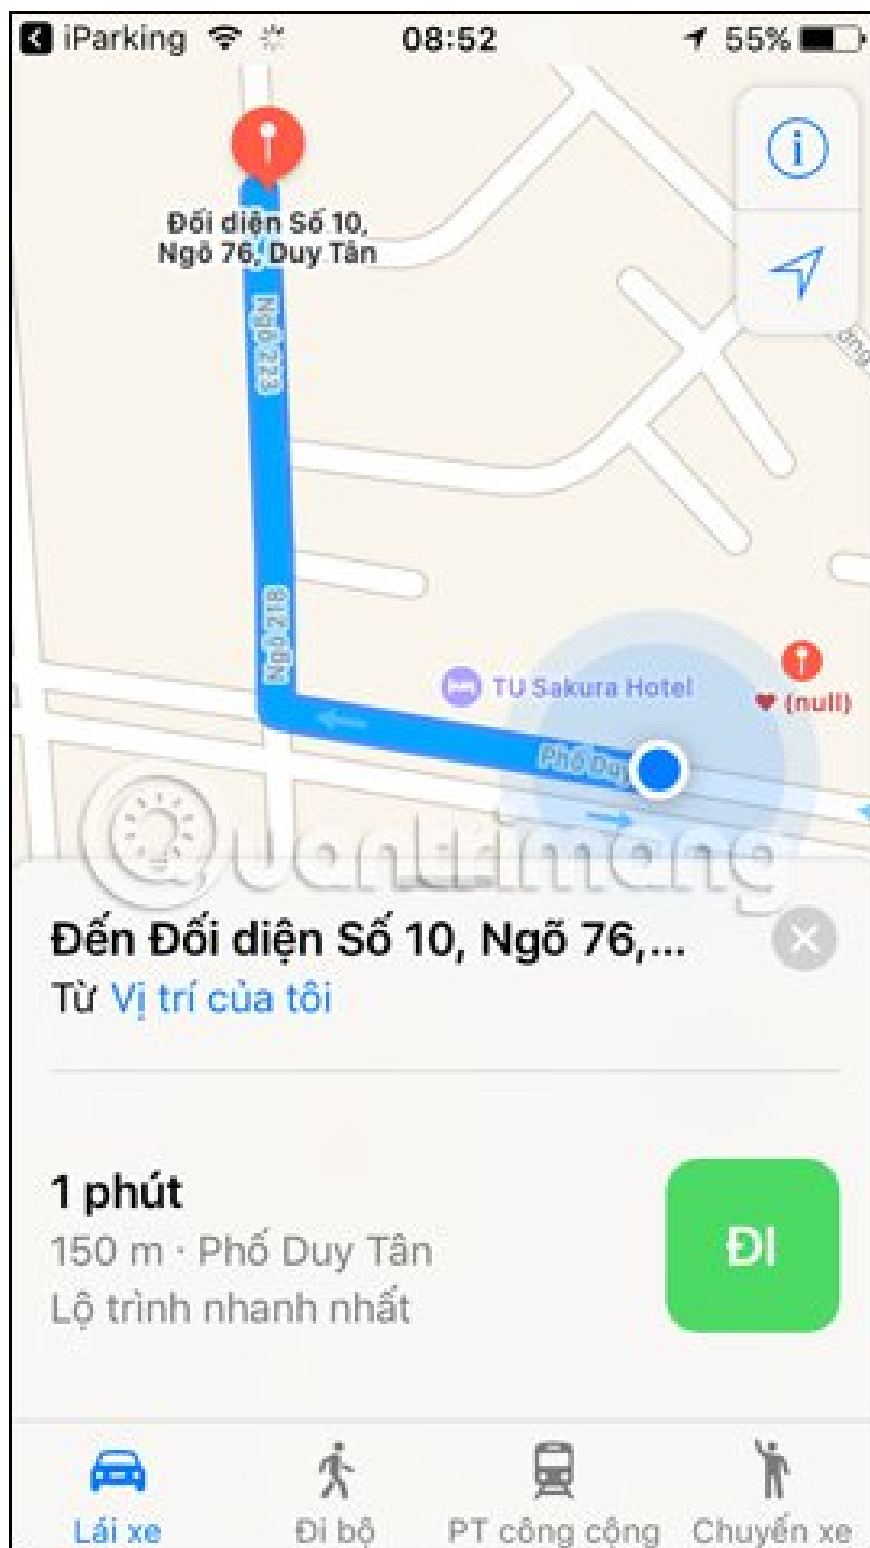 iParking 08:52 55%
Đối diện Số 10,
Ngõ 76, Duy Tân
Ngõ 223
Ngõ 218
TU Sakura Hotel
(null)
Phố Duy
Quantrimang
Đến Đối diện Số 10, Ngõ 76,...
Từ Vị trí của tôi
1 phút
150 m · Phố Duy Tân
Lộ trình nhanh nhất
ĐI
Lái xe Đi bộ PT công cộng Chuyến xe